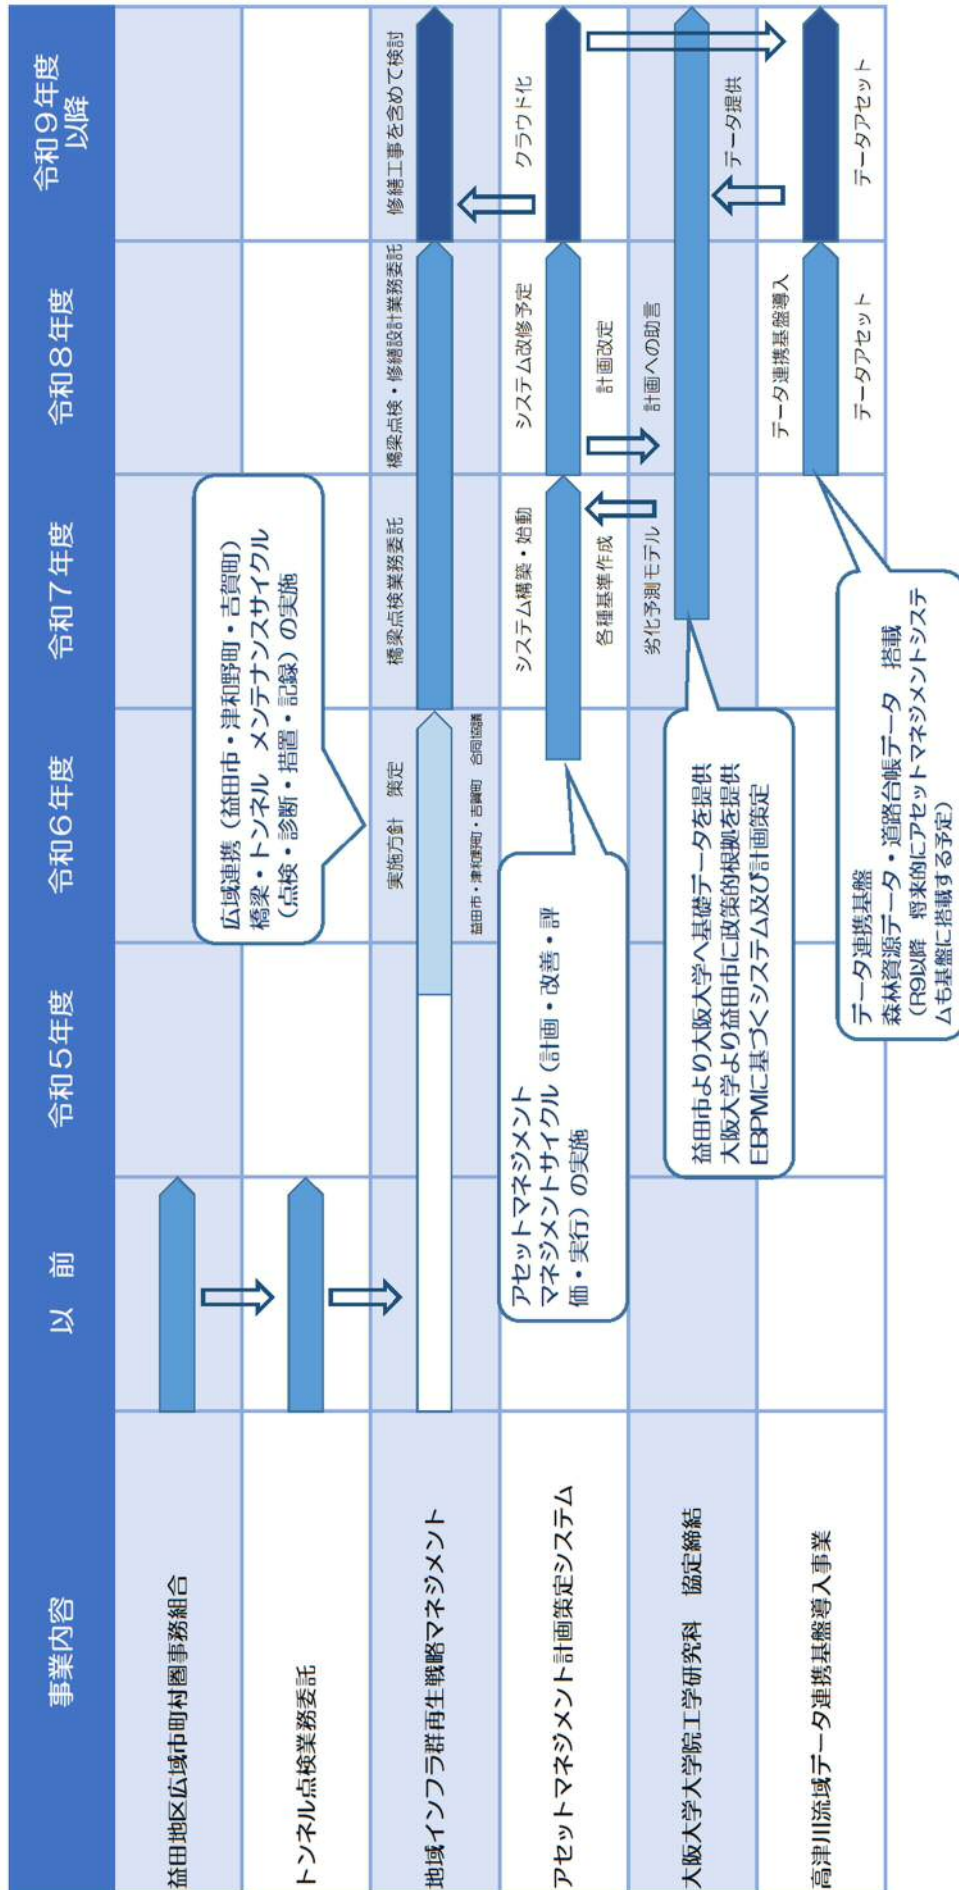 事業内容
以　前
令和5年度
令和6年度
令和7年度
令和8年度
令和9年度
以降
益田地区広域市町村圏事務組合
トンネル点検業務委託
広域連携（益田市・津和野町・吉賀町）
橋梁・トンネル　メンテナンスサイクル
（点検・診断・措置・記録）の実施
地域インフラ群再生戦略マネジメント
実施方針　策定
益田市・津和野町・吉賀町　合同協議
橋梁点検業務委託
橋梁点検・修繕設計業務委託
修繕工事を含めて検討
アセットマネジメント計画策定システム
アセットマネジメント
マネジメントサイクル（計画・改善・評
価・実行）の実施
システム構築・始動
各種基準作成
システム改修予定
計画改定
クラウド化
大阪大学大学院工学研究科　協定締結
益田市より大阪大学へ基礎データを提供
大阪大学より益田市に政策的根拠を提供
EBPMに基づくシステム及び計画策定
劣化予測モデル
計画への助言
データ提供
高津川流域データ連携基盤導入事業
データ連携基盤
森林資源データ・道路台帳データ　搭載
（R9以降　将来的にアセットマネジメントシステ
ムも基盤に搭載する予定）
データ連携基盤導入
データアセット
データアセット